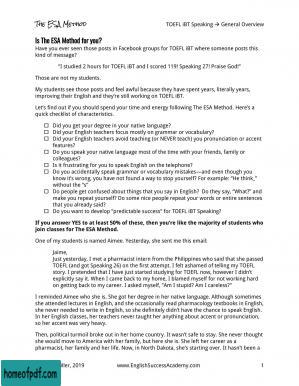 The ESA Method
TOEFL iBT Speaking → General Overview
Is The ESA Method for you?
Have you ever seen those posts in Facebook groups for TOEFL iBT where someone posts this
kind of message?
"I studied 2 hours for TOEFL iBT and I scored 119! Speaking 27! Praise God!"
Those are not my students.
My students see those posts and feel awful because they have spent years, literally years,
improving their English and they're still working on TOEFL iBT.
Let's find out if you should spend your time and energy following The ESA Method. Here's a
quick checklist of characteristics.
Did you get your degree in your native language?
Did your English teachers focus mostly on grammar or vocabulary?
Did your English teachers avoid teaching (or NEVER teach) you pronunciation or accent
features?
Do you speak your native language most of the time with your friends, family or
colleagues?
Is it frustrating for you to speak English on the telephone?
Do you accidentally speak grammar or vocabulary mistakes—and even though you
know it's wrong, you have not found a way to stop yourself? For example: "He think,"
without the "s"
Do people get confused about things that you say in English? Do they say, "What?" and
make you repeat yourself? Do some nice people repeat your words or entire sentences
that you already said?
Do you want to develop "predictable success" for TOEFL iBT Speaking?
If you answer YES to at least 50% of these, then you're like the majority of students who
join classes for The ESA Method.
One of my students is named Aimee. Yesterday, she sent me this email:
Jaime,
Just yesterday, I met a pharmacist intern from the Philippines who said that she passed
TOEFL (and got Speaking 26) on the first attempt. I felt ashamed of telling my TOEFL
story. I pretended that I have just started studying for TOEFL now, however I didn't
explicitly say it. When I came back to my home, I blamed myself for not working hard
on getting back to my career. I asked myself, "Am I stupid? Am I careless?"
I reminded Aimee who she is. She got her degree in her native language. Although sometimes
she attended lectures in English, and she occasionally read pharmacology textbooks in English,
she never needed to write in English, so she definitely didn't have the chance to speak English.
In her English classes, her teachers never taught her anything about accent or pronunciation,
so her accent was very heavy.
Then, political turmoil broke out in her home country. It wasn't safe. She never thought she
would move to America with her family, but here she is. She left her career as a
pharmacist, her family and her life. Now, in North Dakota, she's starting over. It hasn't been a
ller, 2019
www.EnglishSuccessAcademy.com
1
homeofpdf.com